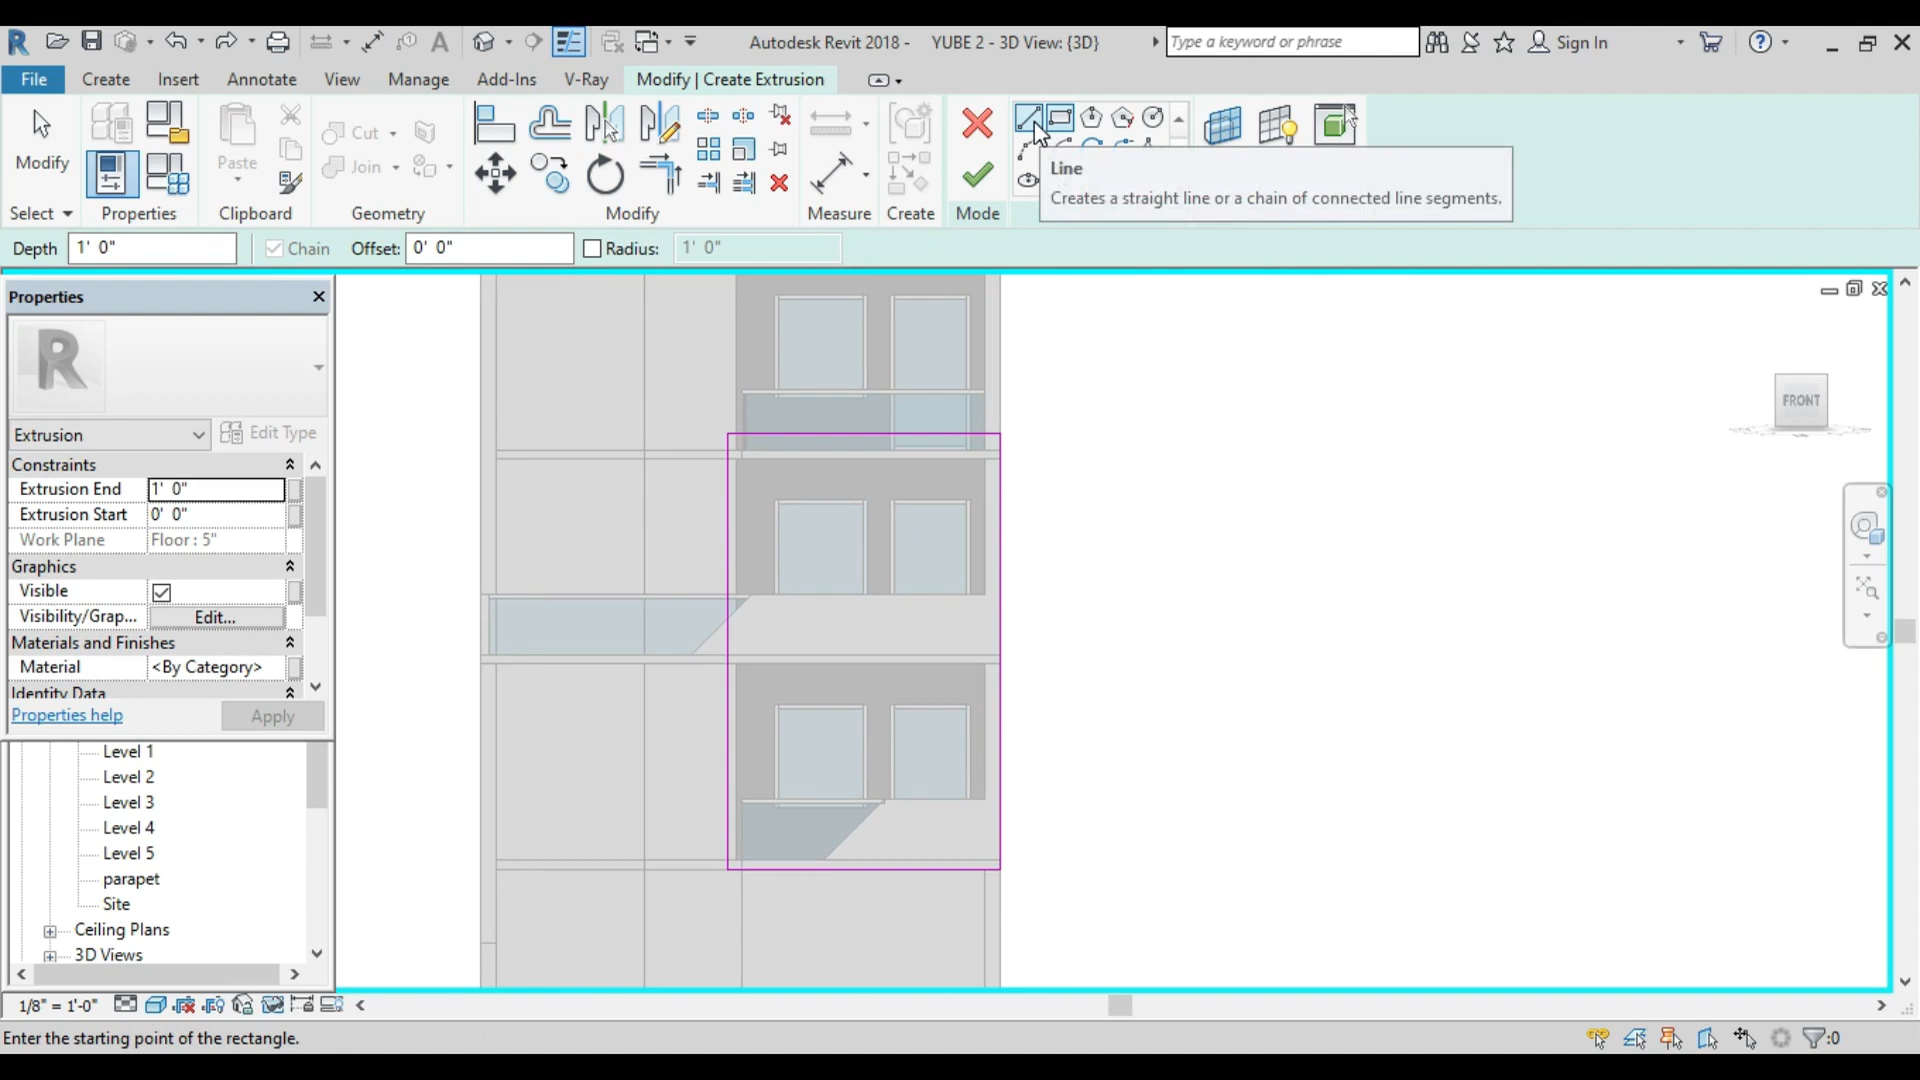 Autodesk Revit 2018 - YUBE 2 - 3D View: {3D}
Type a keyword or phrase
Sign In
File Create Insert Annotate View Manage Add-Ins V-Ray Modify | Create Extrusion
Modify
Paste
Cut
Join
Select Properties Clipboard Geometry Modify Measure Create Mode
Line
Creates a straight line or a chain of connected line segments.
Depth 1' 0" Chain Offset: 0' 0" Radius: 1' 0"
Properties
R
Extrusion Edit Type
Constraints
Extrusion End 1' 0"
Extrusion Start 0' 0"
Work Plane Floor : 5"
Graphics
Visible
Visibility/Grap... Edit...
Materials and Finishes
Material <By Category>
Identity Data
Properties help Apply
Level 1
Level 2
Level 3
Level 4
Level 5
parapet
Site
Ceiling Plans
3D Views
FRONT
1/8" = 1'-0"
Enter the starting point of the rectangle.
:0